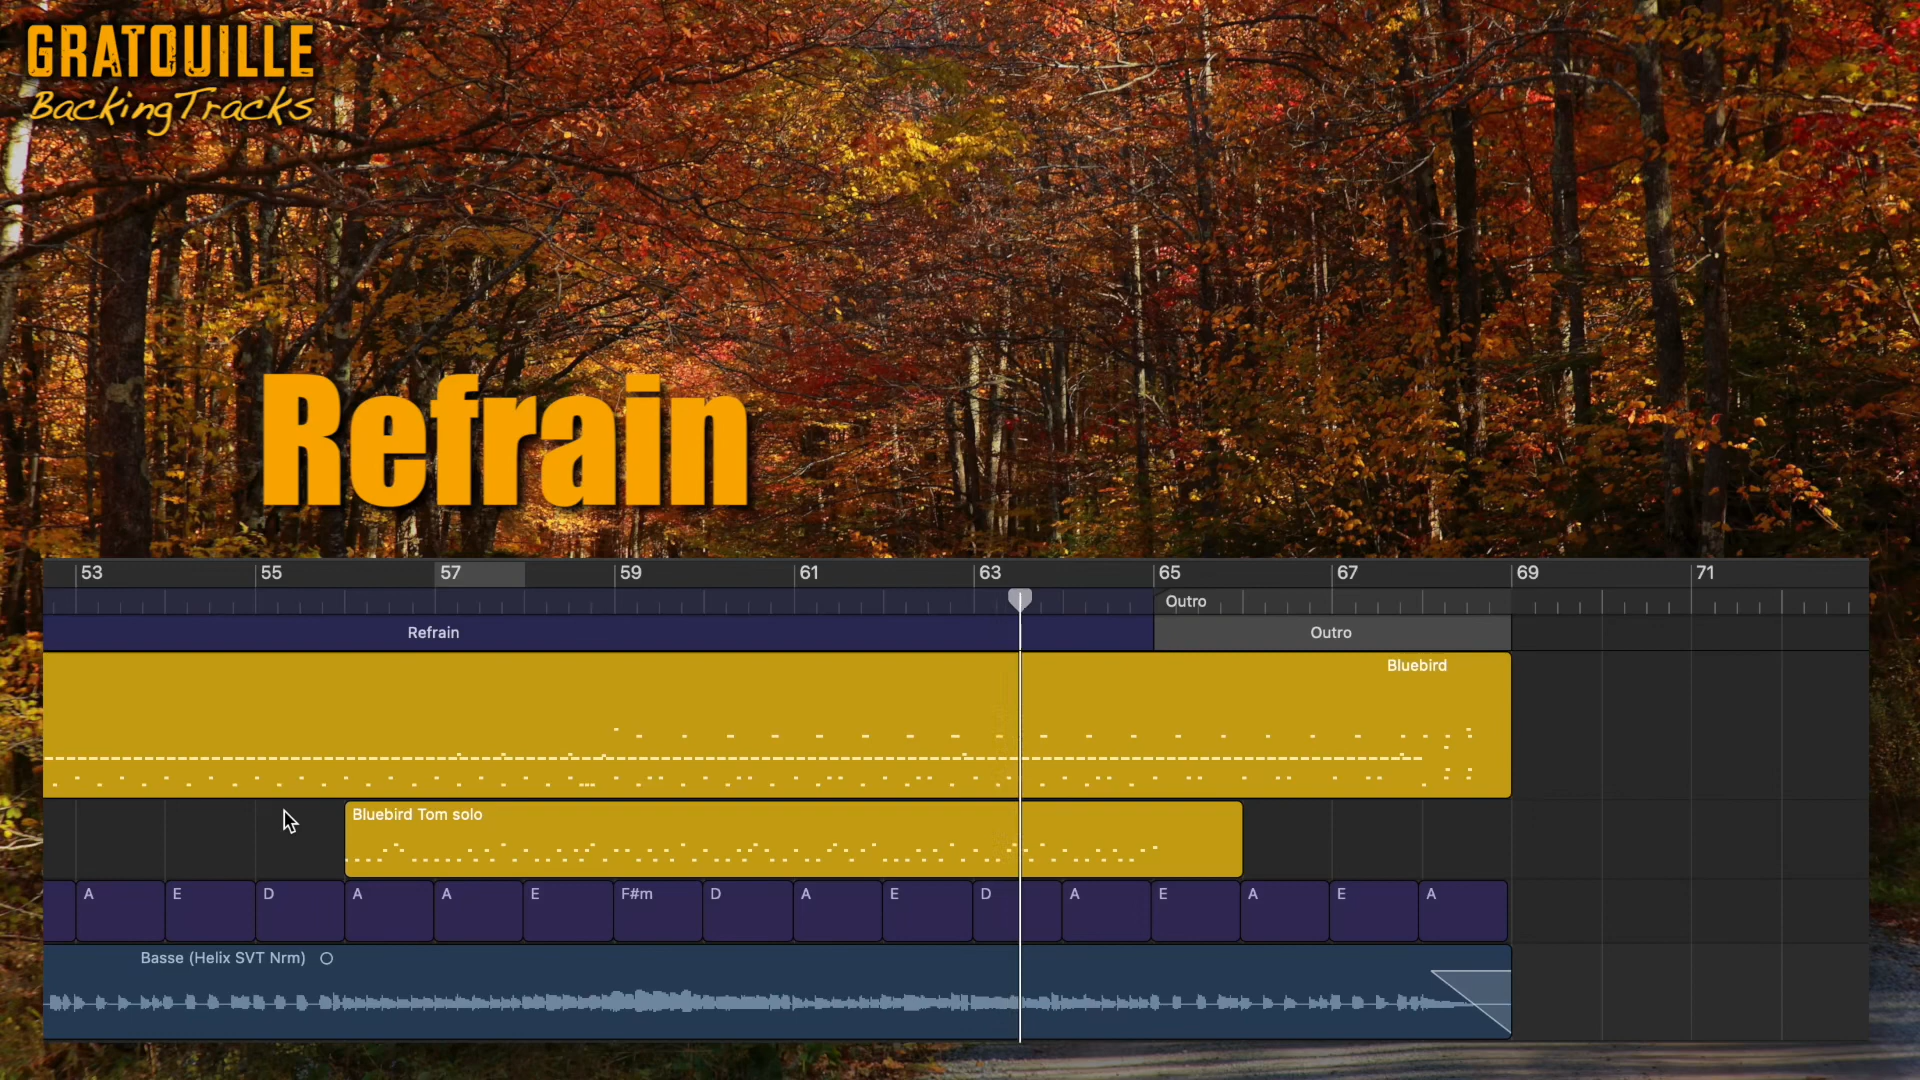 GRATOUILLE
BackingTracks
Refrain
53 55 57 59 61 63 65 67 69 71
Outro
Refrain Outro
Bluebird
Bluebird Tom solo
A E D A A E F#m D A E D A E A E A
Basse (Helix SVT Nrm)